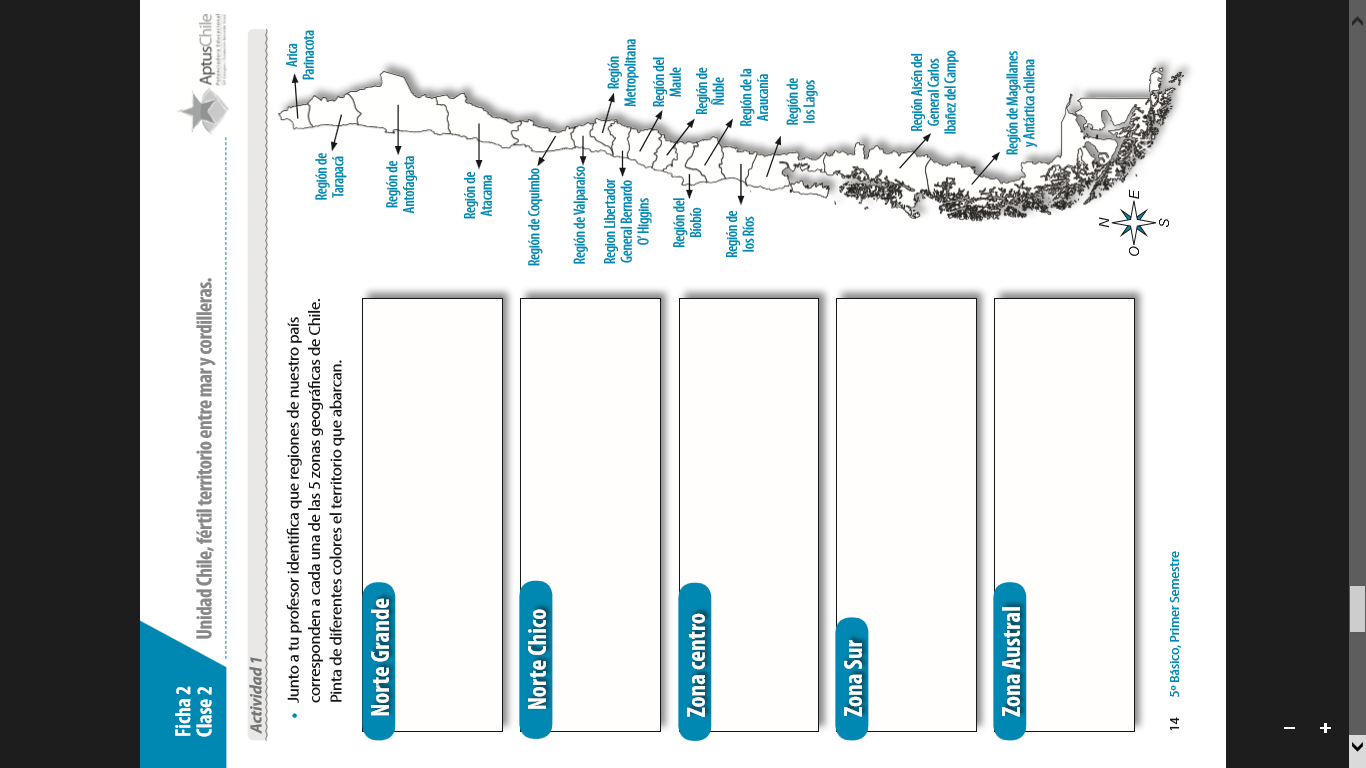 Ficha 2
Clase 2
Unidad Chile, fértil territorio entre mar y cordilleras.
AptusChile
Actividad 1
• Junto a tu profesor identifica que regiones de nuestro país
corresponden a cada una de las 5 zonas geográficas de Chile.
Pinta de diferentes colores el territorio que abarcan.
Norte Grande
Norte Chico
Zona centro
Zona Sur
Zona Austral
Arica
Parinacota
Región de
Tarapacá
Región de
Antofagasta
Región de
Atacama
Región de Coquimbo
Región de Valparaíso
Región
Metropolitana
Region Libertador
General Bernardo
O' Higgins
Región del
Maule
Región de
Ñuble
Región del
Biobío
Región de la
Araucanía
Región de
los Ríos
Región de
los Lagos
Región Aisén del
General Carlos
Ibañez del Campo
Región de Magallanes
y Antártica chilena
N
O
E
S
14 5º Básico, Primer Semestre